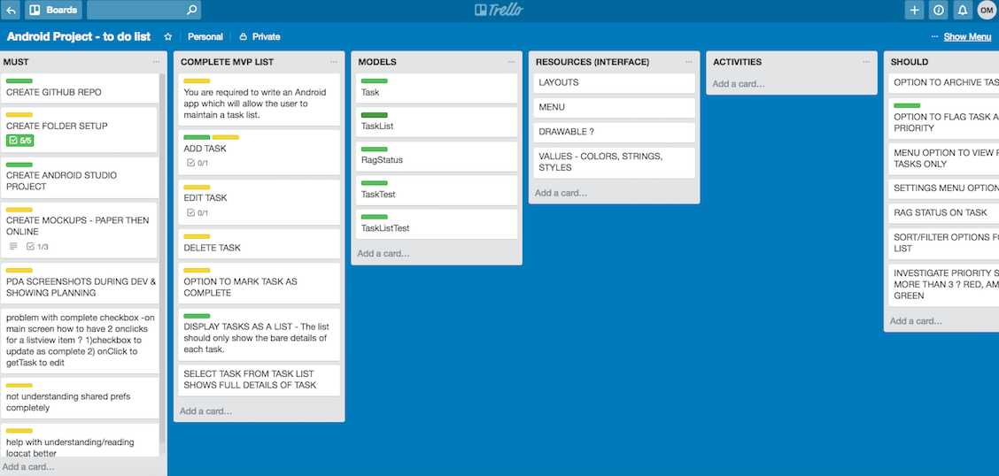 Boards
Trello
OM
Android Project - to do list
Personal
Private
... Show Menu
MUST
CREATE GITHUB REPO
CREATE FOLDER SETUP
5/5
CREATE ANDROID STUDIO
PROJECT
CREATE MOCKUPS - PAPER THEN
ONLINE
1/3
PDA SCREENSHOTS DURING DEV &
SHOWING PLANNING
problem with complete checkbox -on
main screen how to have 2 onclicks
for a listview item ? 1)checkbox to
update as complete 2) onClick to
getTask to edit
not understanding shared prefs
completely
help with understanding/reading
logcat better
Add a card...
COMPLETE MVP LIST
You are required to write an Android
app which will allow the user to
maintain a task list.
ADD TASK
0/1
EDIT TASK
0/1
DELETE TASK
OPTION TO MARK TASK AS
COMPLETE
DISPLAY TASKS AS A LIST - The list
should only show the bare details of
each task.
SELECT TASK FROM TASK LIST
SHOWS FULL DETAILS OF TASK
Add a card...
MODELS
Task
TaskList
RagStatus
TaskTest
TaskListTest
Add a card...
RESOURCES (INTERFACE)
LAYOUTS
MENU
DRAWABLE ?
VALUES - COLORS, STRINGS,
STYLES
Add a card...
ACTIVITIES
Add a card...
SHOULD
OPTION TO ARCHIVE TAS
OPTION TO FLAG TASK A
PRIORITY
MENU OPTION TO VIEW
TASKS ONLY
SETTINGS MENU OPTION
RAG STATUS ON TASK
SORT/FILTER OPTIONS FO
LIST
INVESTIGATE PRIORITY S
MORE THAN 3 ? RED, AM
GREEN
Add a card...